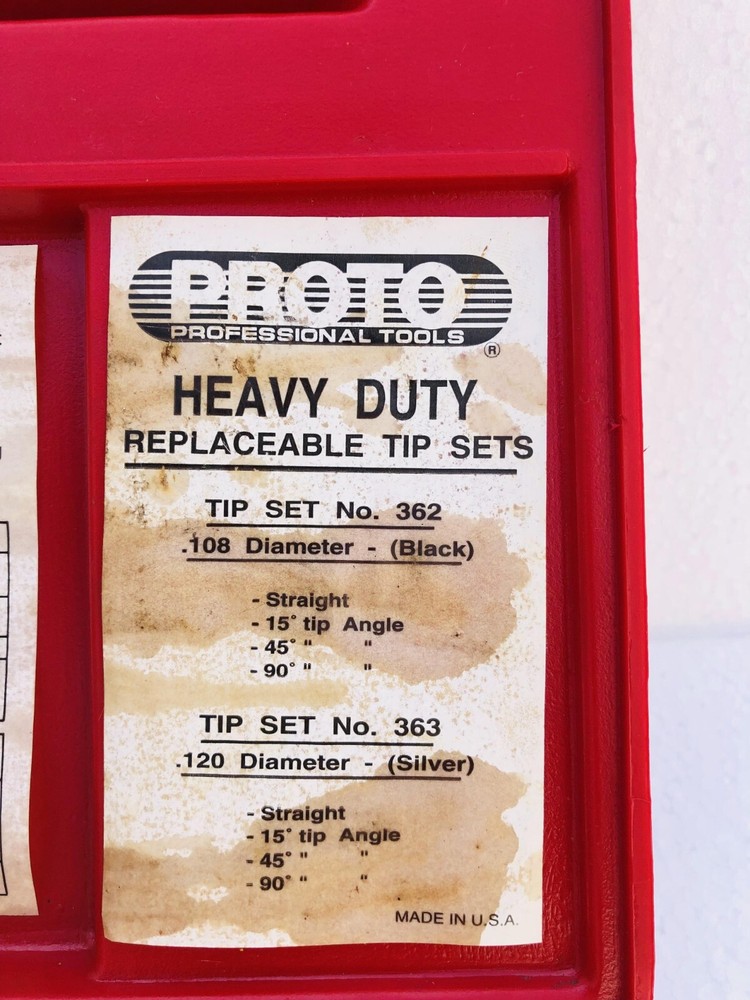 PROTO
PROFESSIONAL TOOLS
®
HEAVY DUTY
REPLACEABLE TIP SETS
TIP SET No. 362
.108 Diameter - (Black)
- Straight
- 15° tip Angle
- 45° " "
- 90° " "
TIP SET No. 363
.120 Diameter - (Silver)
- Straight
- 15° tip Angle
- 45° " "
- 90° " "
MADE IN U.S.A.